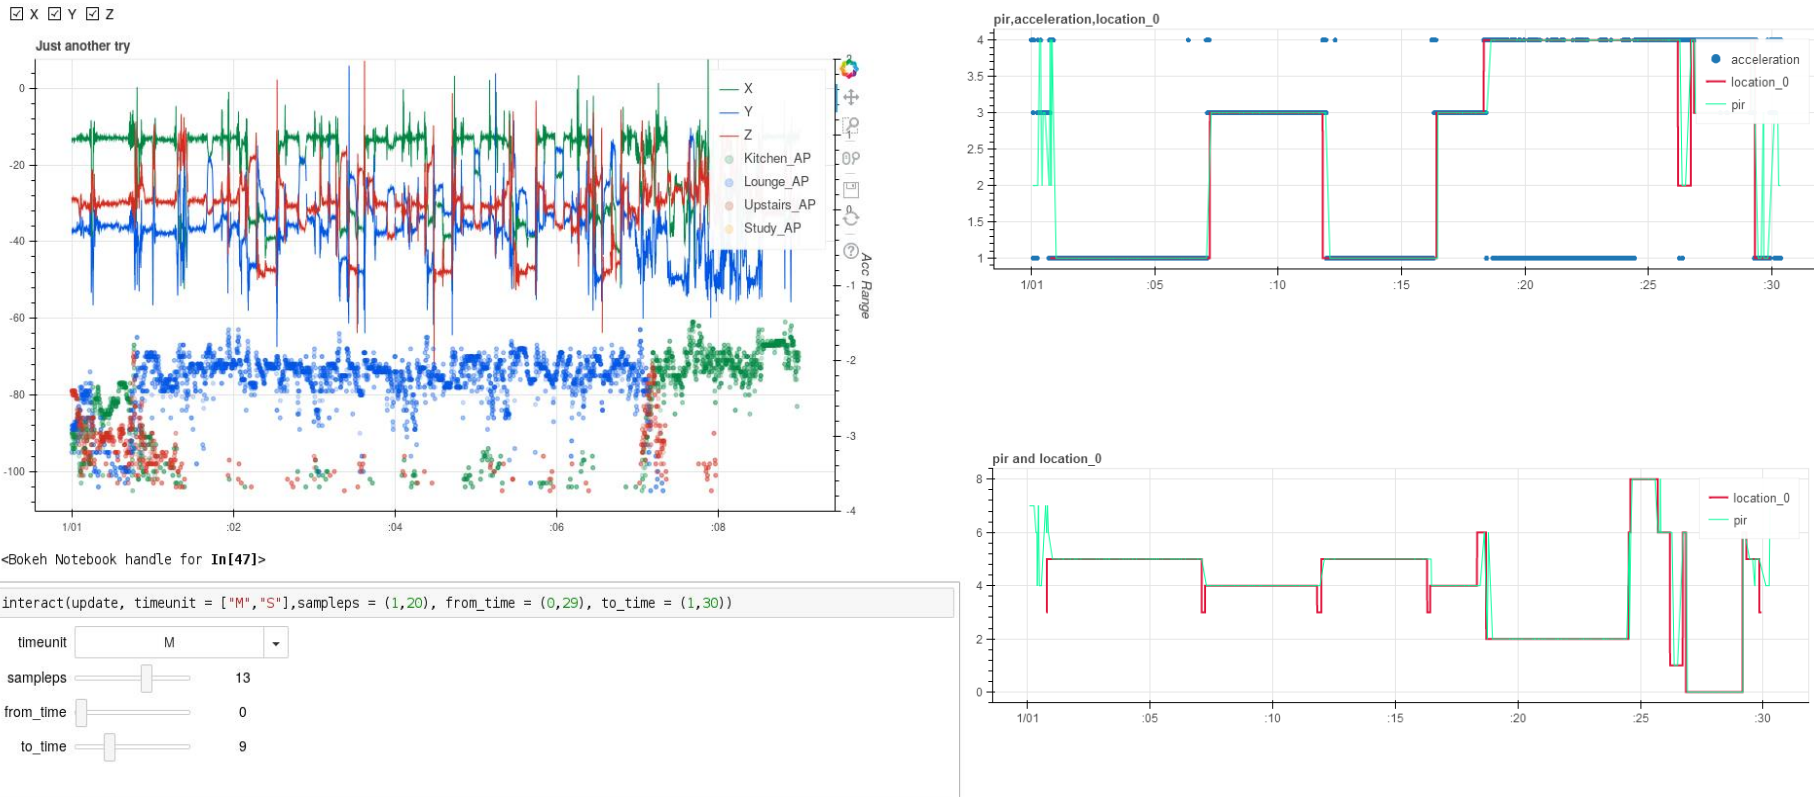 X Y Z
Just another try
0
-20
-40
-60
-80
-100
1/01 :02 :04 :06 :08
2
1
0
-1
-2
-3
-4
Acc Range
X
Y
Z
Kitchen_AP
Lounge_AP
Upstairs_AP
Study_AP
<Bokeh Notebook handle for In[47]>
interact(update, timeunit = ["M","S"],sampleps = (1,20), from_time = (0,29), to_time = (1,30))
timeunit M
sampleps 13
from_time 0
to_time 9
pir,acceleration,location_0
4
3.5
3
2.5
2
1.5
1
1/01 :05 :10 :15 :20 :25 :30
acceleration
location_0
pir
pir and location_0
8
6
4
2
0
1/01 :05 :10 :15 :20 :25 :30
location_0
pir